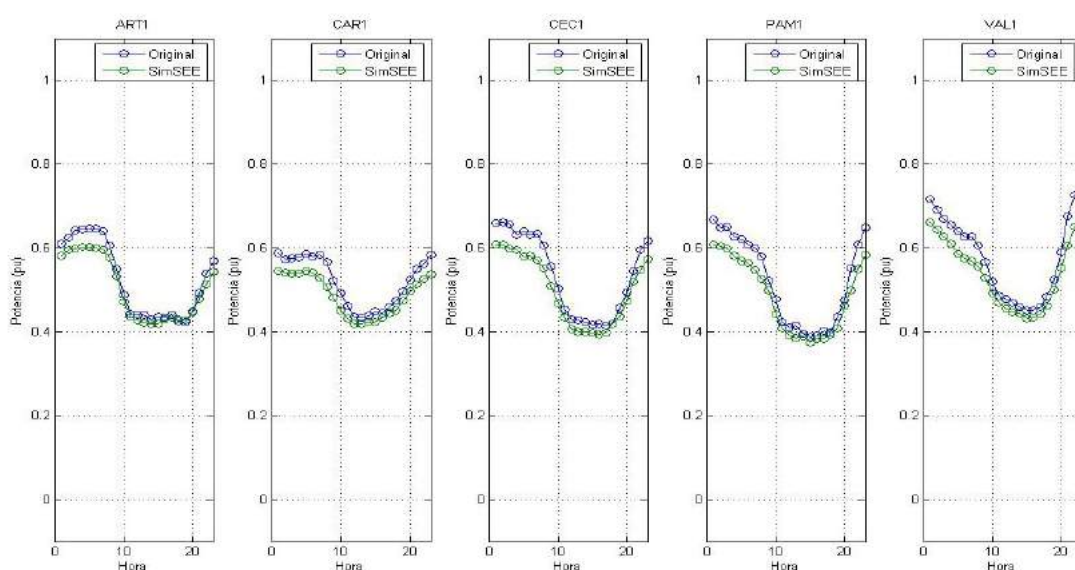 ART1
Original
SimSEE
1
0.8
0.6
0.4
0.2
0
Potencia (pu)
0 10 20
Hora
CAR1
Original
SimSEE
1
0.8
0.6
0.4
0.2
0
Potencia (pu)
0 10 20
Hora
CEC1
Original
SimSEE
1
0.8
0.6
0.4
0.2
0
Potencia (pu)
0 10 20
Hora
PAM1
Original
SimSEE
1
0.8
0.6
0.4
0.2
0
Potencia (pu)
0 10 20
Hora
VAL1
Original
SimSEE
1
0.8
0.6
0.4
0.2
0
Potencia (pu)
0 10 20
Hora